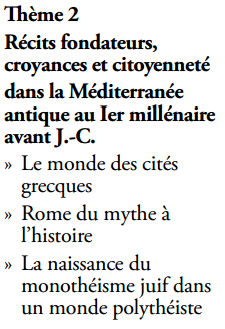 Thème 2
Récits fondateurs,
croyances et citoyenneté
dans la Méditerranée
antique au Ier millénaire
avant J.-C.
» Le monde des cités
grecques
» Rome du mythe à
l’histoire
» La naissance du
monothéisme juif dans
un monde polythéiste